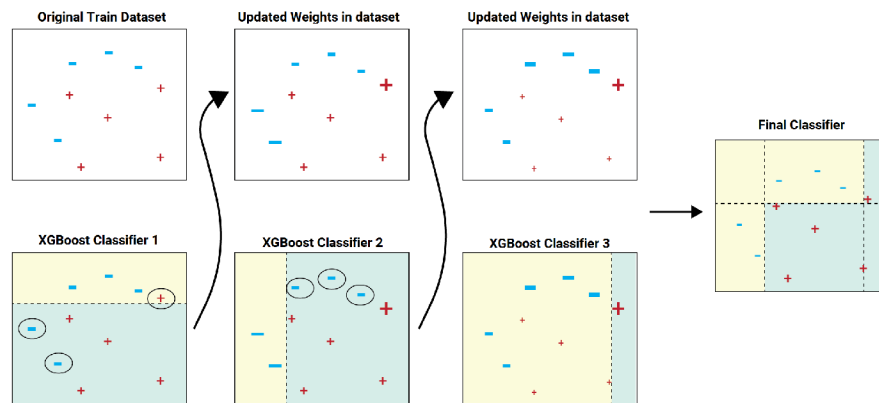 Original Train Dataset
Updated Weights in dataset
Updated Weights in dataset
Final Classifier
XGBoost Classifier 1
XGBoost Classifier 2
XGBoost Classifier 3